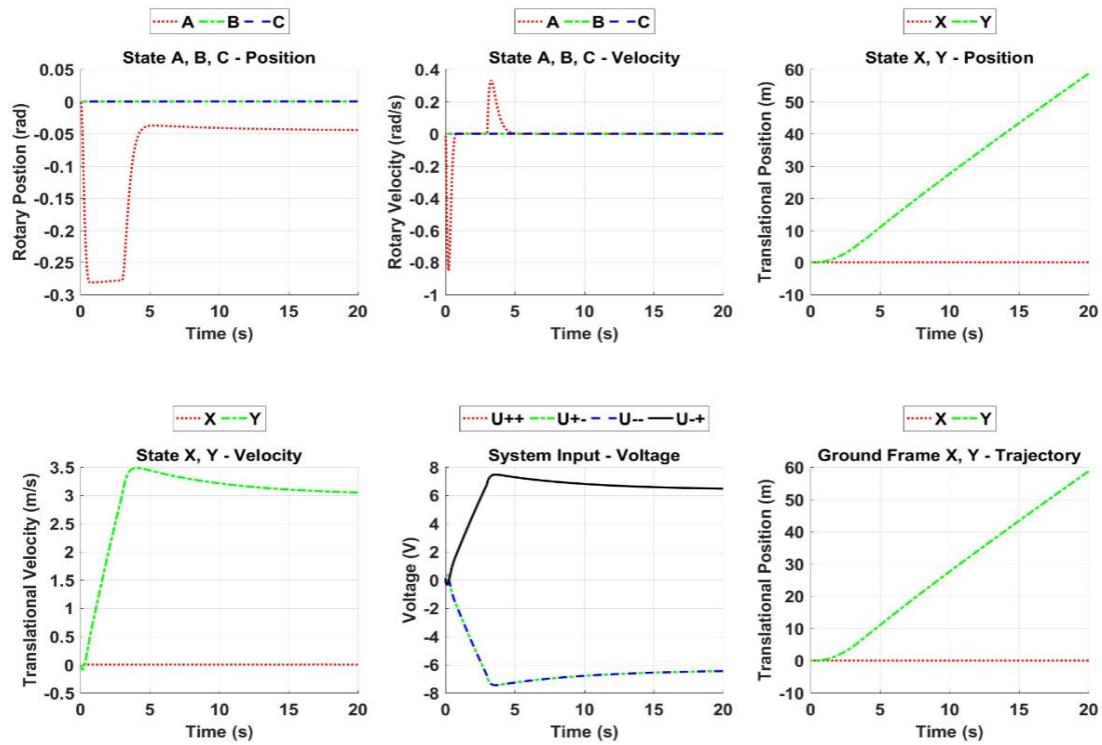 A B C
State A, B, C - Position
Rotary Postion (rad)
0.05
0
-0.05
-0.1
-0.15
-0.2
-0.25
-0.3
0 5 10 15 20
Time (s)
A B C
State A, B, C - Velocity
Rotary Velocity (rad/s)
0.4
0.2
0
-0.2
-0.4
-0.6
-0.8
-1
0 5 10 15 20
Time (s)
X Y
State X, Y - Position
Translational Position (m)
60
50
40
30
20
10
0
-10
0 5 10 15 20
Time (s)
X Y
State X, Y - Velocity
Translational Velocity (m/s)
3.5
3
2.5
2
1.5
1
0.5
0
-0.5
0 5 10 15 20
Time (s)
U++ U+- U-- U-+
System Input - Voltage
Voltage (V)
8
6
4
2
0
-2
-4
-6
-8
0 5 10 15 20
Time (s)
X Y
Ground Frame X, Y - Trajectory
Translational Position (m)
60
50
40
30
20
10
0
-10
0 5 10 15 20
Time (s)